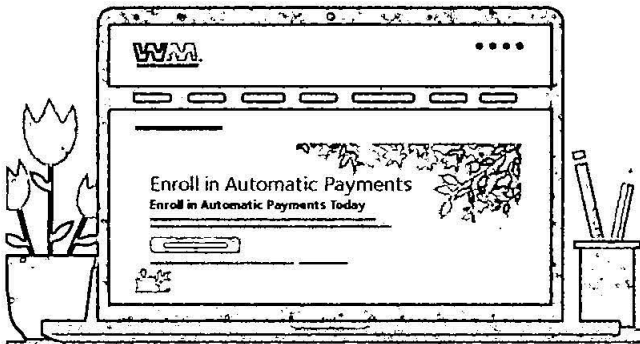 WM.
Enroll in Automatic Payments
Enroll in Automatic Payments Today